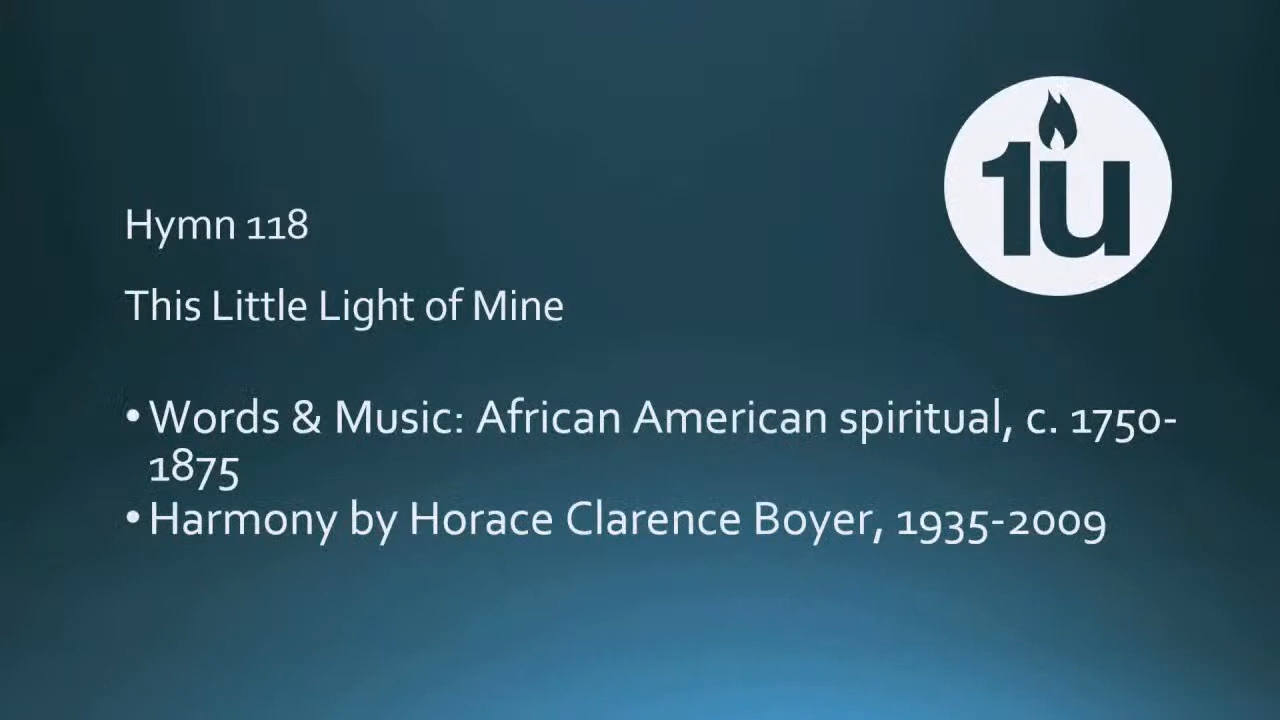 1u
Hymn 118
This Little Light of Mine
• Words & Music: African American spiritual, c. 1750-
1875
• Harmony by Horace Clarence Boyer, 1935-2009